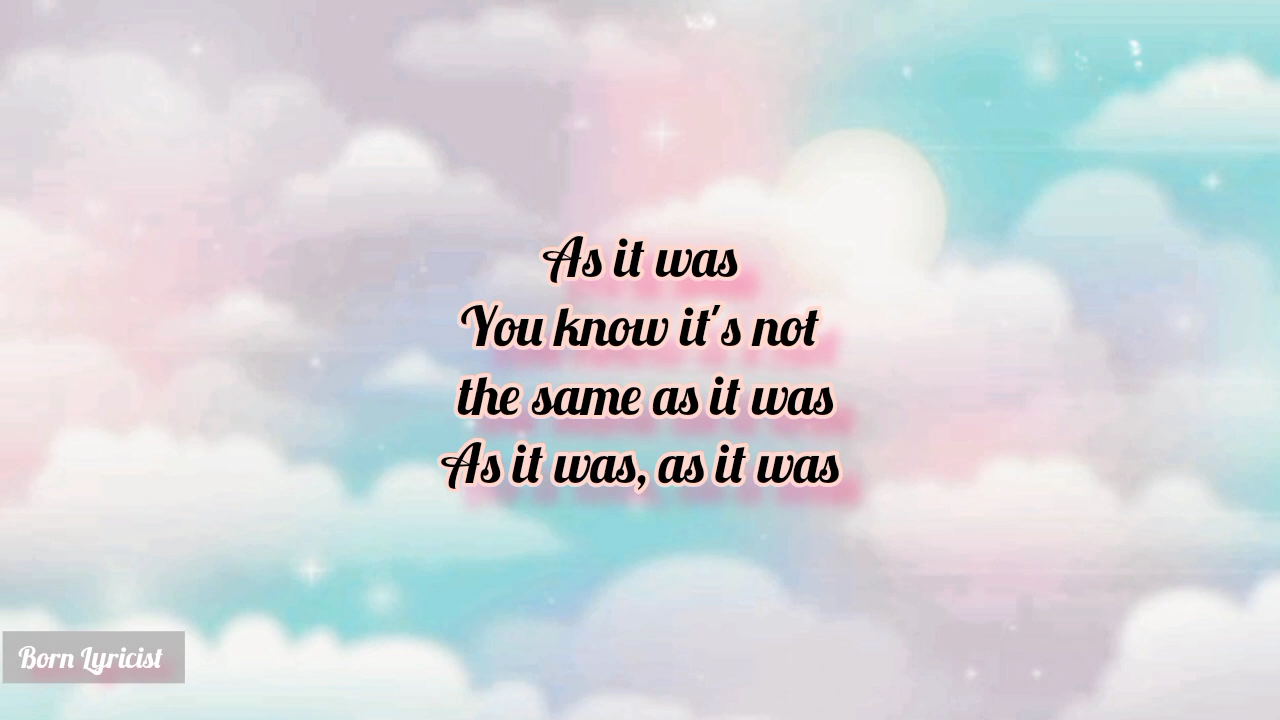 As it was
You know it's not
the same as it was
As it was, as it was
Born Lyricist